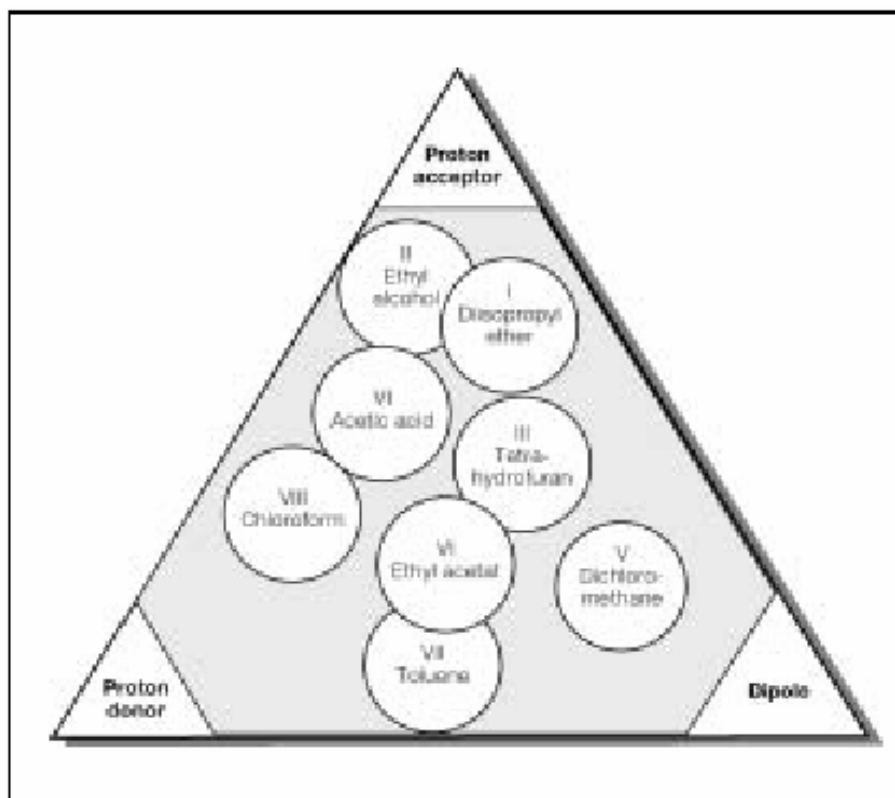 Proton
acceptor
II
Ethyl
alcohol
I
Diisopropyl
ether
VI
Acetic acid
III
Tetra-
hydrofuran
VIII
Chloroform
VI
Ethyl acetat
V
Dichloro-
methane
VII
Toluene
Proton
donor
Dipole